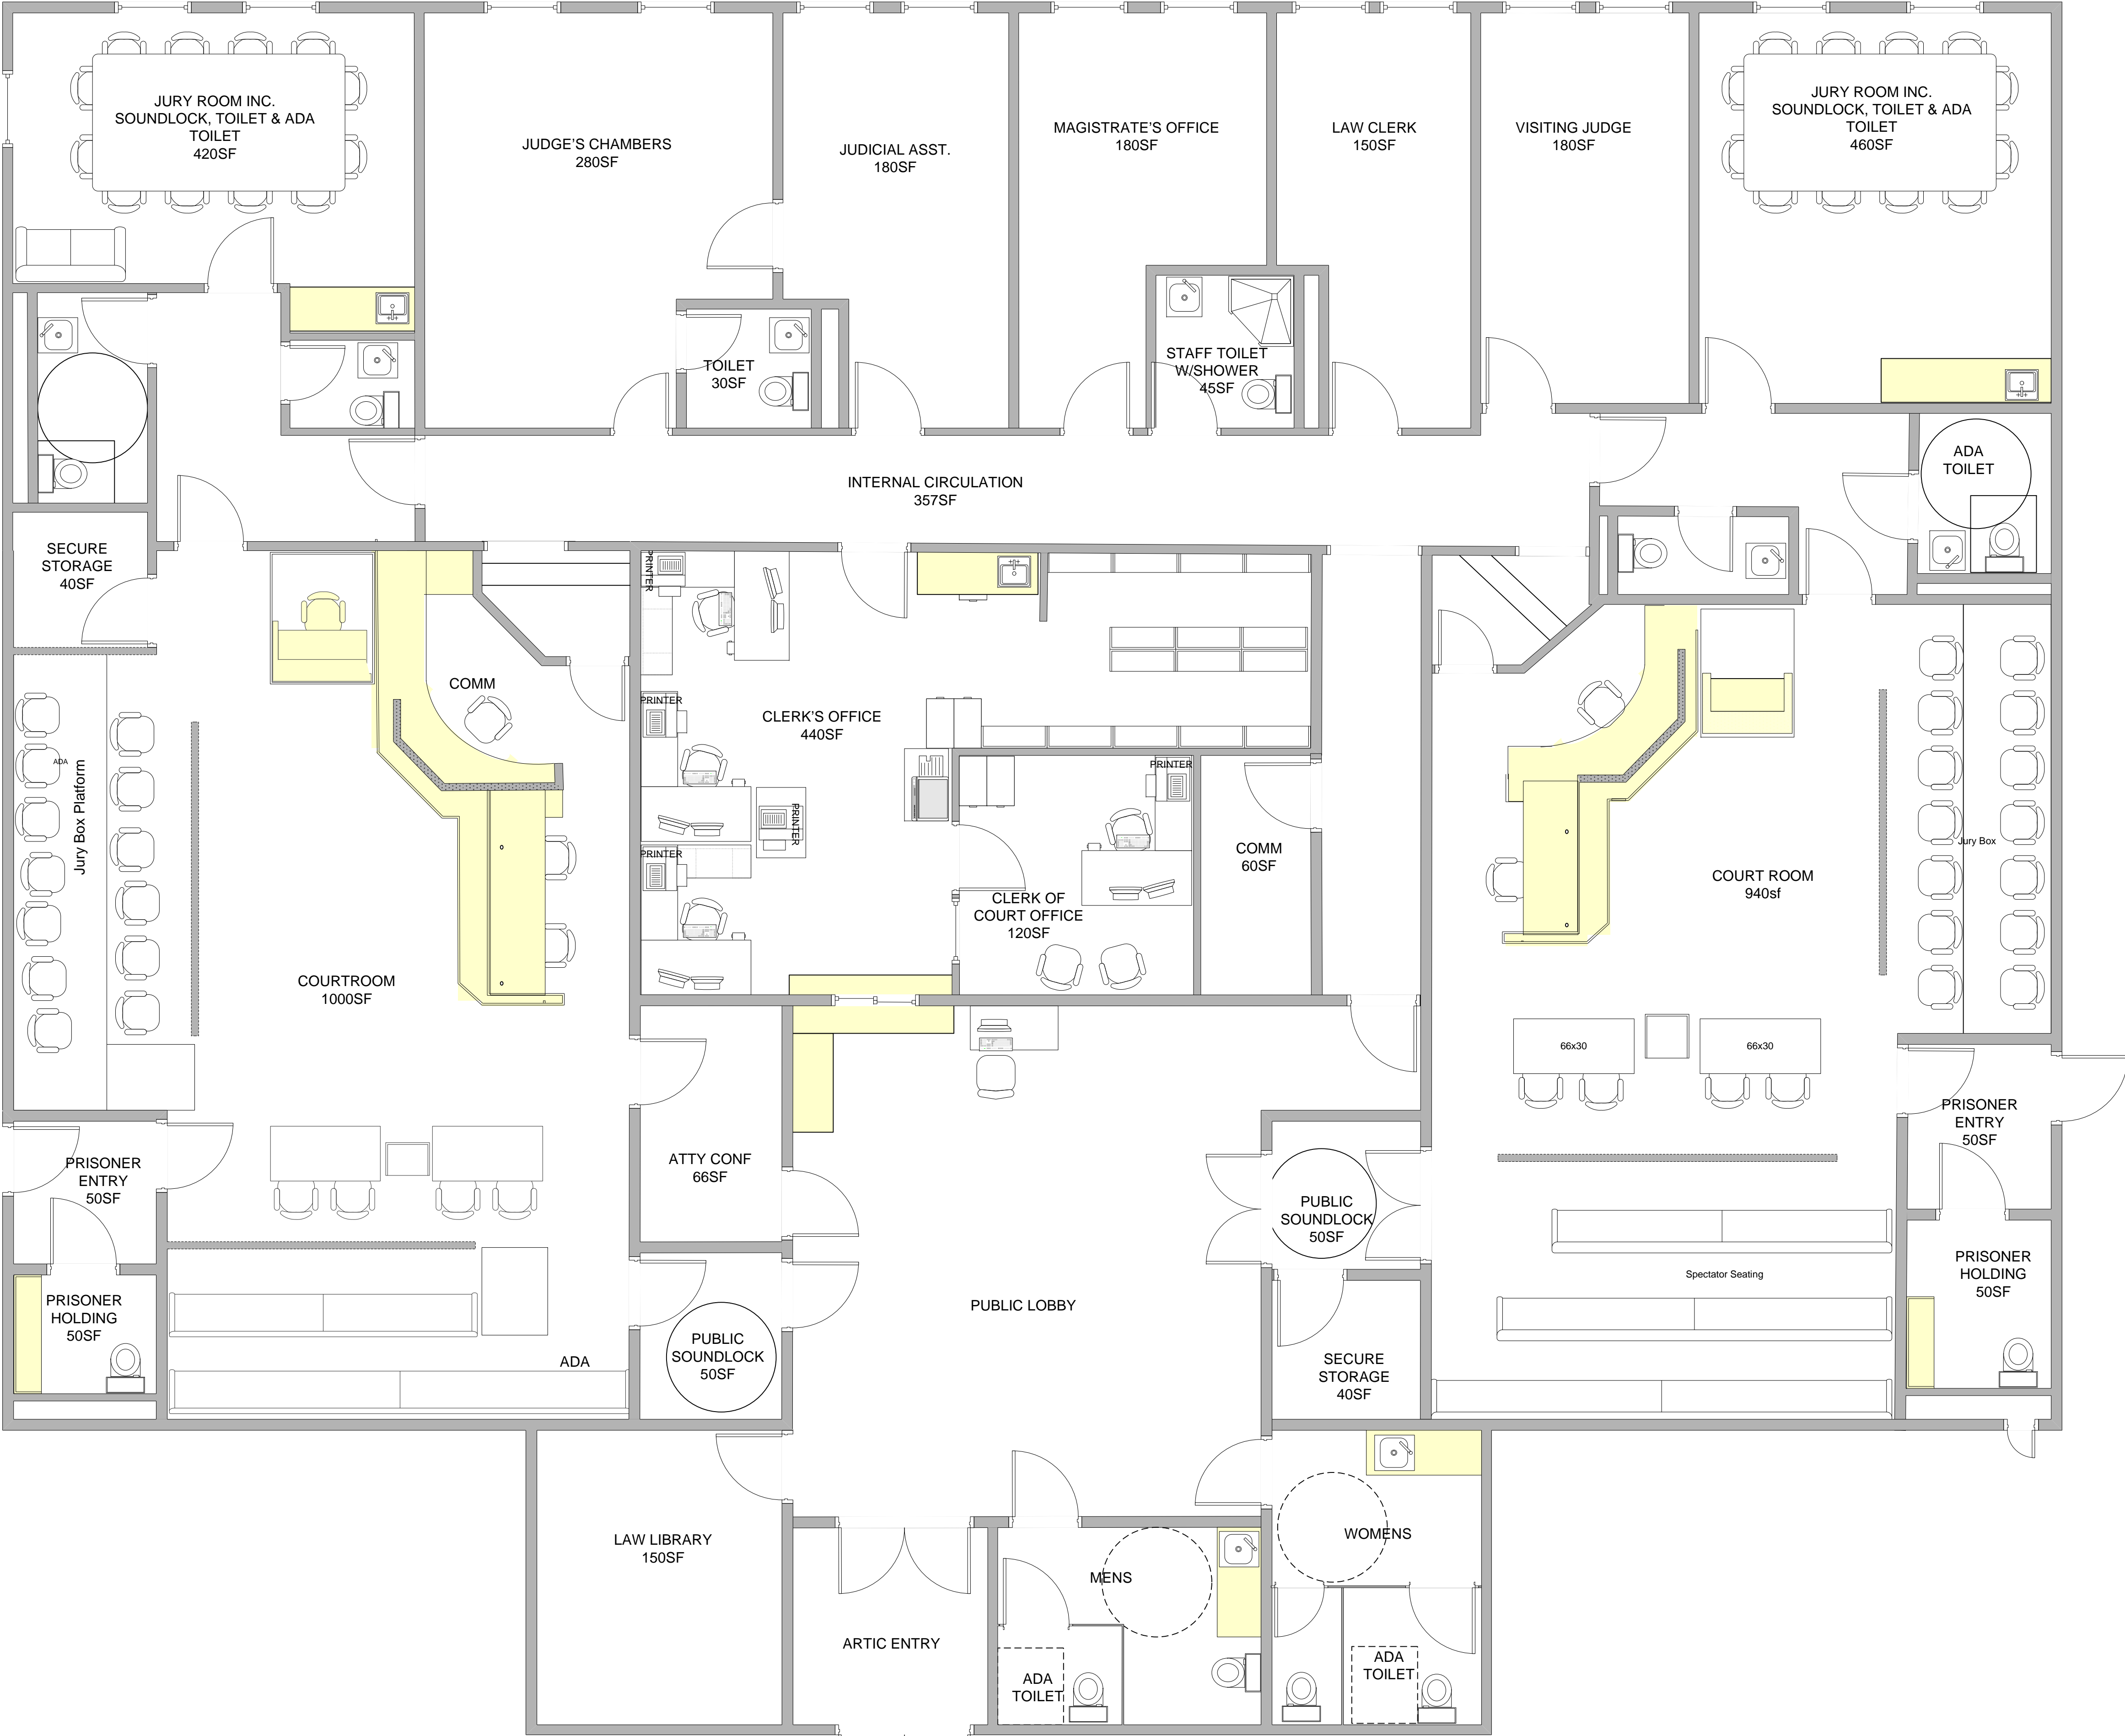 JURY ROOM INC.
SOUNDLOCK, TOILET & ADA
TOILET
420SF
JUDGE'S CHAMBERS
280SF
JUDICIAL ASST.
180SF
MAGISTRATE'S OFFICE
180SF
LAW CLERK
150SF
VISITING JUDGE
180SF
JURY ROOM INC.
SOUNDLOCK, TOILET & ADA
TOILET
460SF
TOILET
30SF
STAFF TOILET
W/SHOWER
45SF
INTERNAL CIRCULATION
357SF
ADA
TOILET
SECURE
STORAGE
40SF
PRINTER
COMM
PRINTER
CLERK'S OFFICE
440SF
PRINTER
ADA
Jury Box Platform
PRINTER
PRINTER
COMM
60SF
Jury Box
COURT ROOM
940sf
CLERK OF
COURT OFFICE
120SF
COURTROOM
1000SF
66x30
66x30
PRISONER
ENTRY
50SF
ATTY CONF
66SF
PRISONER
ENTRY
50SF
PUBLIC
SOUNDLOCK
50SF
Spectator Seating
PRISONER
HOLDING
50SF
PRISONER
HOLDING
50SF
PUBLIC LOBBY
PUBLIC
SOUNDLOCK
50SF
ADA
SECURE
STORAGE
40SF
LAW LIBRARY
150SF
WOMENS
MENS
ARTIC ENTRY
ADA
TOILET
ADA
TOILET